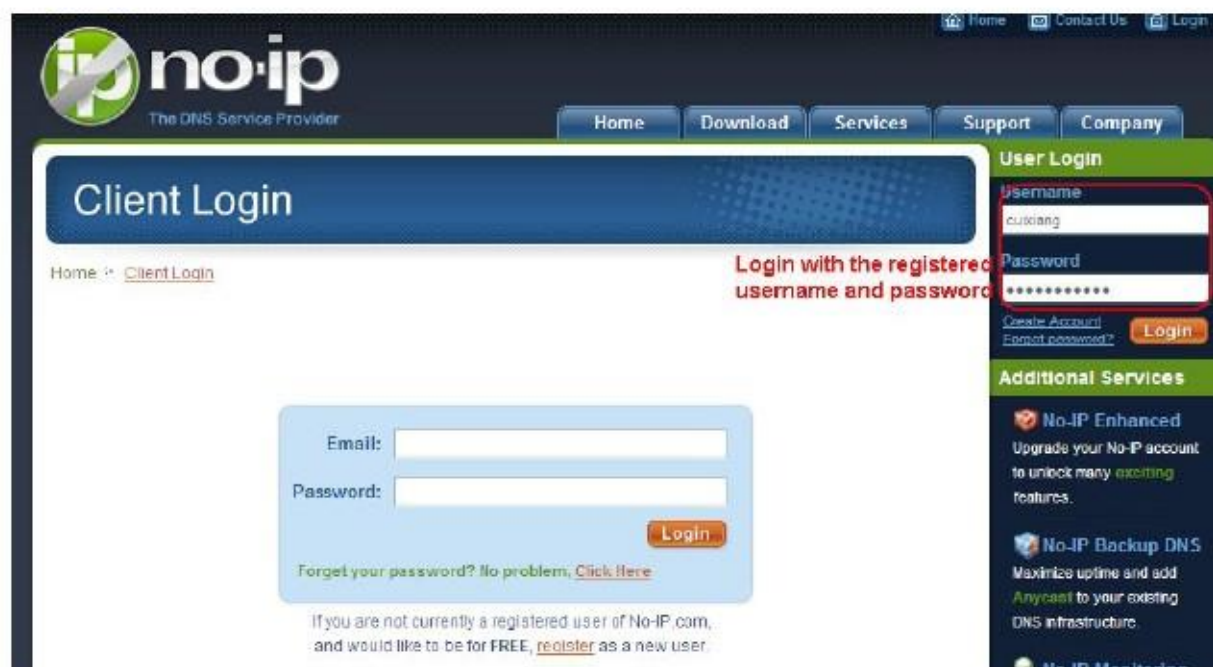 Home Contact Us Login
ip no·ip
The DNS Service Provider
Home Download Services Support Company
Client Login
Home Client Login
Login with the registered
username and password
User Login
Username
cuixiang
Password
•••••••••••
Create Account
Forgot password?
Login
Email:
Password:
Login
Forget your password? No problem, Click Here
If you are not currently a registered user of No-IP.com,
and would like to be for FREE, register as a new user.
Additional Services
No-IP Enhanced
Upgrade your No-IP account
to unlock many exciting
features.
No-IP Backup DNS
Maximize uptime and add
Anycast to your existing
DNS infrastructure.